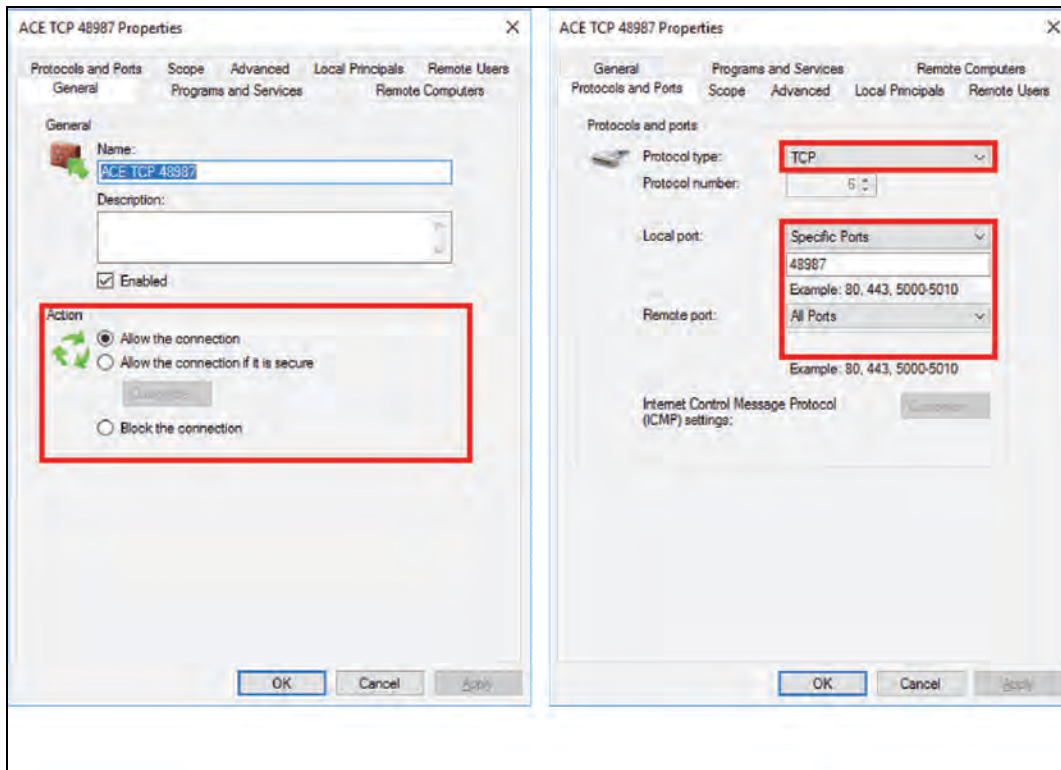 ACE TCP 48987 Properties
Protocols and Ports Scope Advanced Local Principals Remote Users
General Programs and Services Remote Computers
General
Name:
ACE TCP 48987
Description:
Enabled
Action
Allow the connection
Allow the connection if it is secure
Block the connection
OK Cancel Apply
ACE TCP 48987 Properties
General Programs and Services Remote Computers
Protocols and Ports Scope Advanced Local Principals Remote Users
Protocols and ports
Protocol type: TCP
Protocol number: 6
Local port: Specific Ports
48987
Example: 80, 443, 5000-5010
Remote port: All Ports
Example: 80, 443, 5000-5010
Internet Control Message Protocol
(ICMP) settings:
OK Cancel Apply